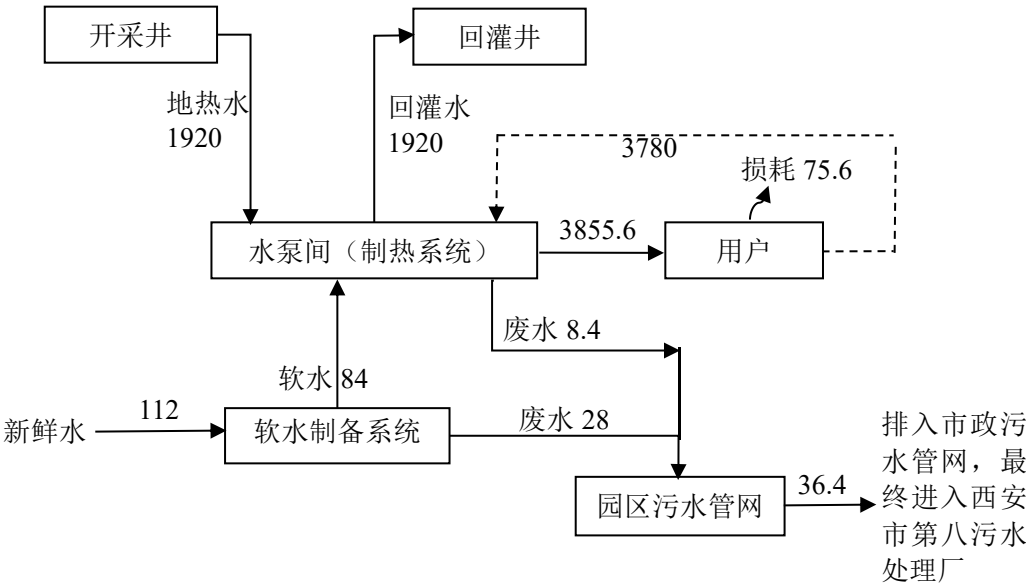 开采井
回灌井
地热水
1920
回灌水
1920
3780
损耗 75.6
水泵间（制热系统）
3855.6
用户
废水 8.4
软水 84
新鲜水
112
软水制备系统
废水 28
园区污水管网
36.4
排入市政污
水管网，最
终进入西安
市第八污水
处理厂